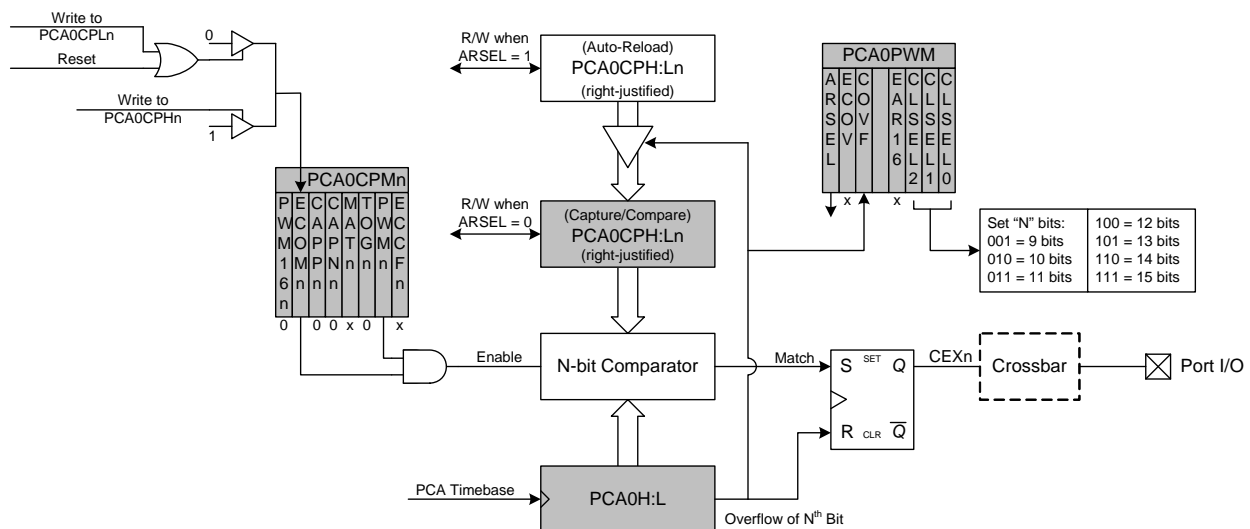 Write to
PCA0CPLn
Reset
0
Write to
PCA0CPHn
1
R/W when
ARSEL = 1
(Auto-Reload)
PCA0CPH:Ln
(right-justified)
PCA0PWM
ARSEL
ECOV
COVF
EAR16
CLSEL2
CLSEL1
CLSEL0
x
x
Set “N” bits:
001 = 9 bits
010 = 10 bits
011 = 11 bits
100 = 12 bits
101 = 13 bits
110 = 14 bits
111 = 15 bits
PCA0CPMn
PWM16n
ECOMn
CAPPn
CAPNn
MATn
TOGn
PWMn
ECCFn
0
0 0 x 0
x
R/W when
ARSEL = 0
(Capture/Compare)
PCA0CPH:Ln
(right-justified)
Enable
N-bit Comparator
Match
S SET Q
R CLR Q̅
CEXn
Crossbar
Port I/O
PCA Timebase
PCA0H:L
Overflow of Nth Bit